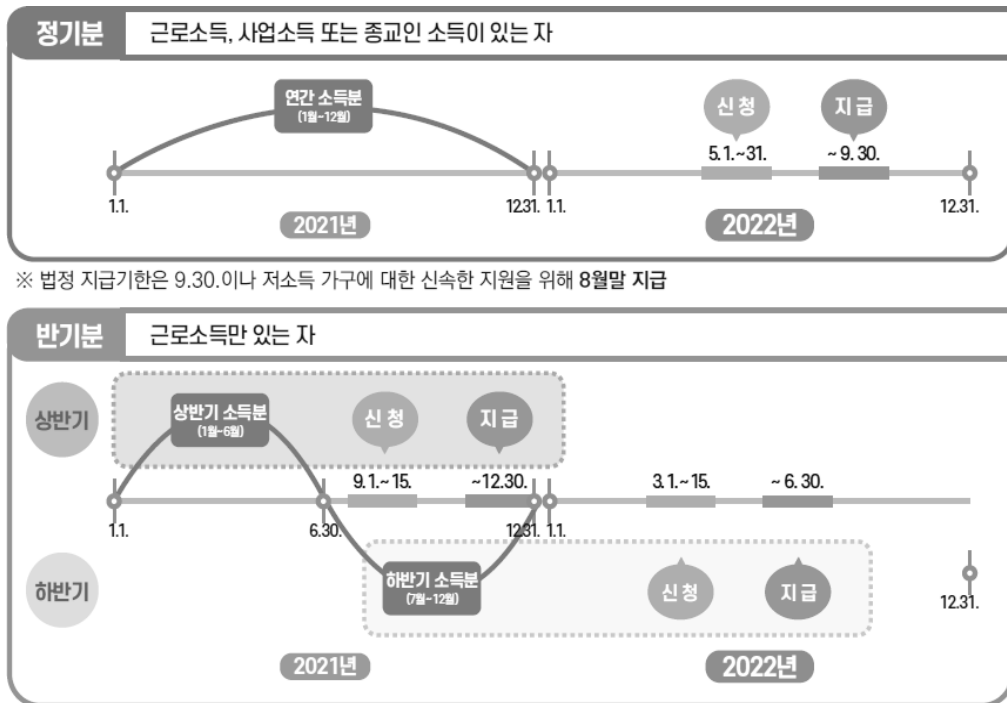 정기분 근로소득, 사업소득 또는 종교인 소득이 있는 자
연간 소득분
(1월~12월)
신청 지급
5.1.~31. ~9.30.
1.1. 12.31. 1.1. 12.31.
2021년 2022년
※ 법정 지급기한은 9.30.이나 저소득 가구에 대한 신속한 지원을 위해 8월말 지급
반기분 근로소득만 있는 자
상반기 상반기 소득분
(1월~6월)
신청 지급
9.1.~15. ~12.30. 3.1.~15. ~6.30.
1.1. 6.30. 12.31. 1.1.
하반기 하반기 소득분
(7월~12월)
신청 지급
12.31.
2021년 2022년